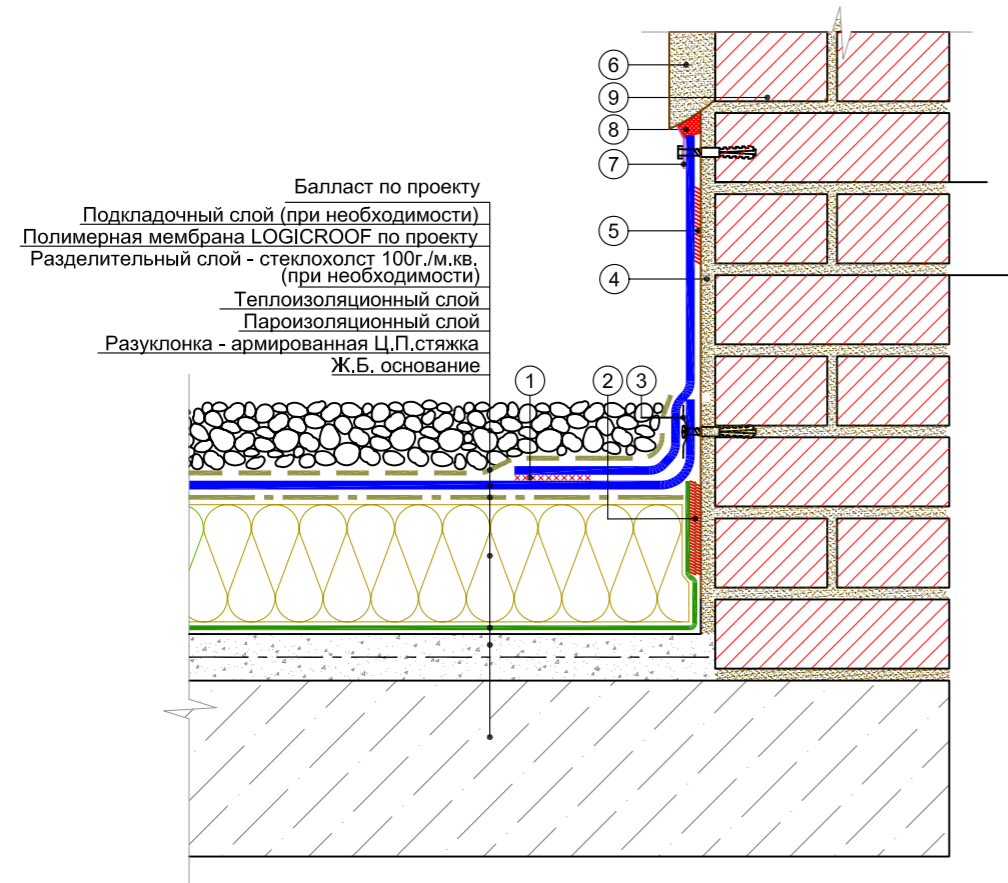 6
9
8
7
Балласт по проекту
Подкладочный слой (при необходимости)
Полимерная мембрана LOGICROOF по проекту
Разделительный слой - стеклохолст 100г./м.кв.
(при необходимости)
Теплоизоляционный слой
Пароизоляционный слой
Разуклонка - армированная Ц.П.стяжка
Ж.Б. основание
5
4
1
2
3